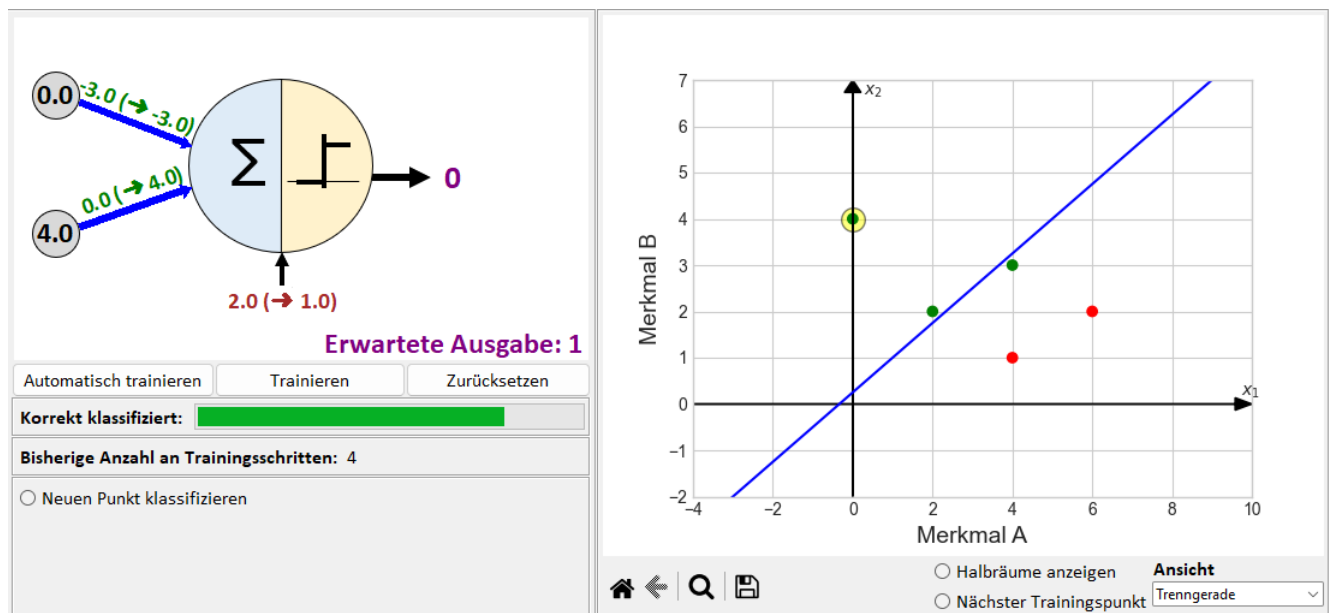 0.0
-3.0 (➔ -3.0)
0.0 (➔ 4.0)
4.0
Σ
0
2.0 (➔ 1.0)
Erwartete Ausgabe: 1
Automatisch trainieren
Trainieren
Zurücksetzen
Korrekt klassifiziert:
Bisherige Anzahl an Trainingsschritten: 4
Neuen Punkt klassifizieren
x₂
7
6
5
4
3
2
1
0
−1
−2
Merkmal B
x₁
−4
−2
0
2
4
6
8
10
Merkmal A
Halbräume anzeigen
Nächster Trainingspunkt
Ansicht
Trenngerade